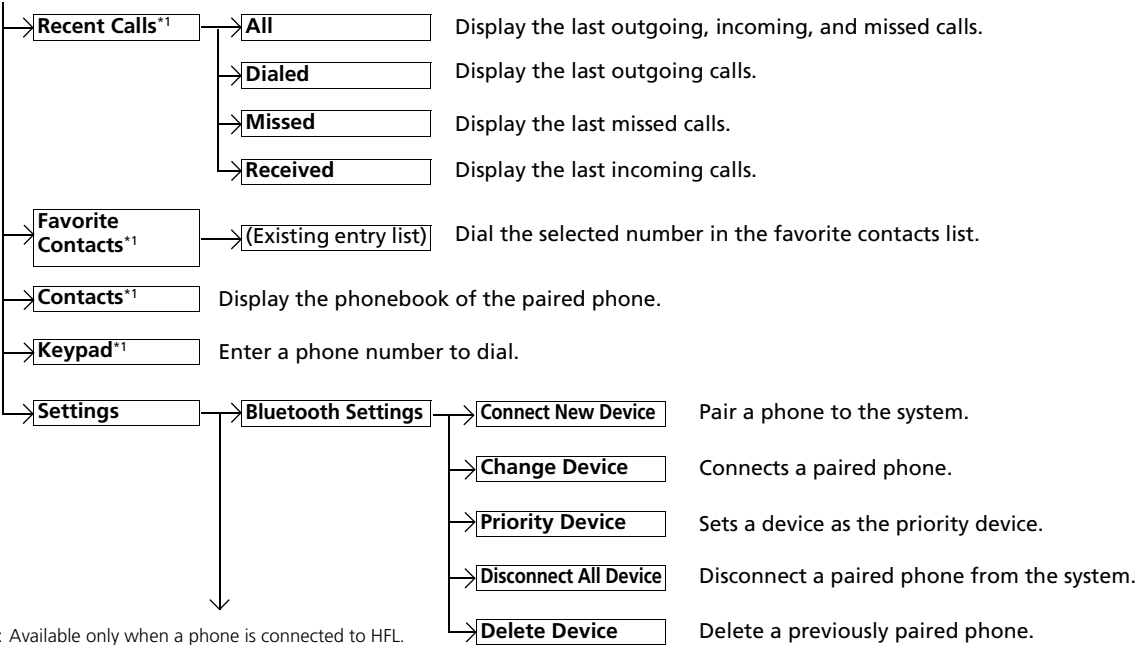 Recent Calls*1
All
Display the last outgoing, incoming, and missed calls.
Dialed
Display the last outgoing calls.
Missed
Display the last missed calls.
Received
Display the last incoming calls.
Favorite
Contacts*1
(Existing entry list)
Dial the selected number in the favorite contacts list.
Contacts*1
Display the phonebook of the paired phone.
Keypad*1
Enter a phone number to dial.
Settings
Bluetooth Settings
Connect New Device
Pair a phone to the system.
Change Device
Connects a paired phone.
Priority Device
Sets a device as the priority device.
Disconnect All Device
Disconnect a paired phone from the system.
Delete Device
Delete a previously paired phone.
: Available only when a phone is connected to HFL.